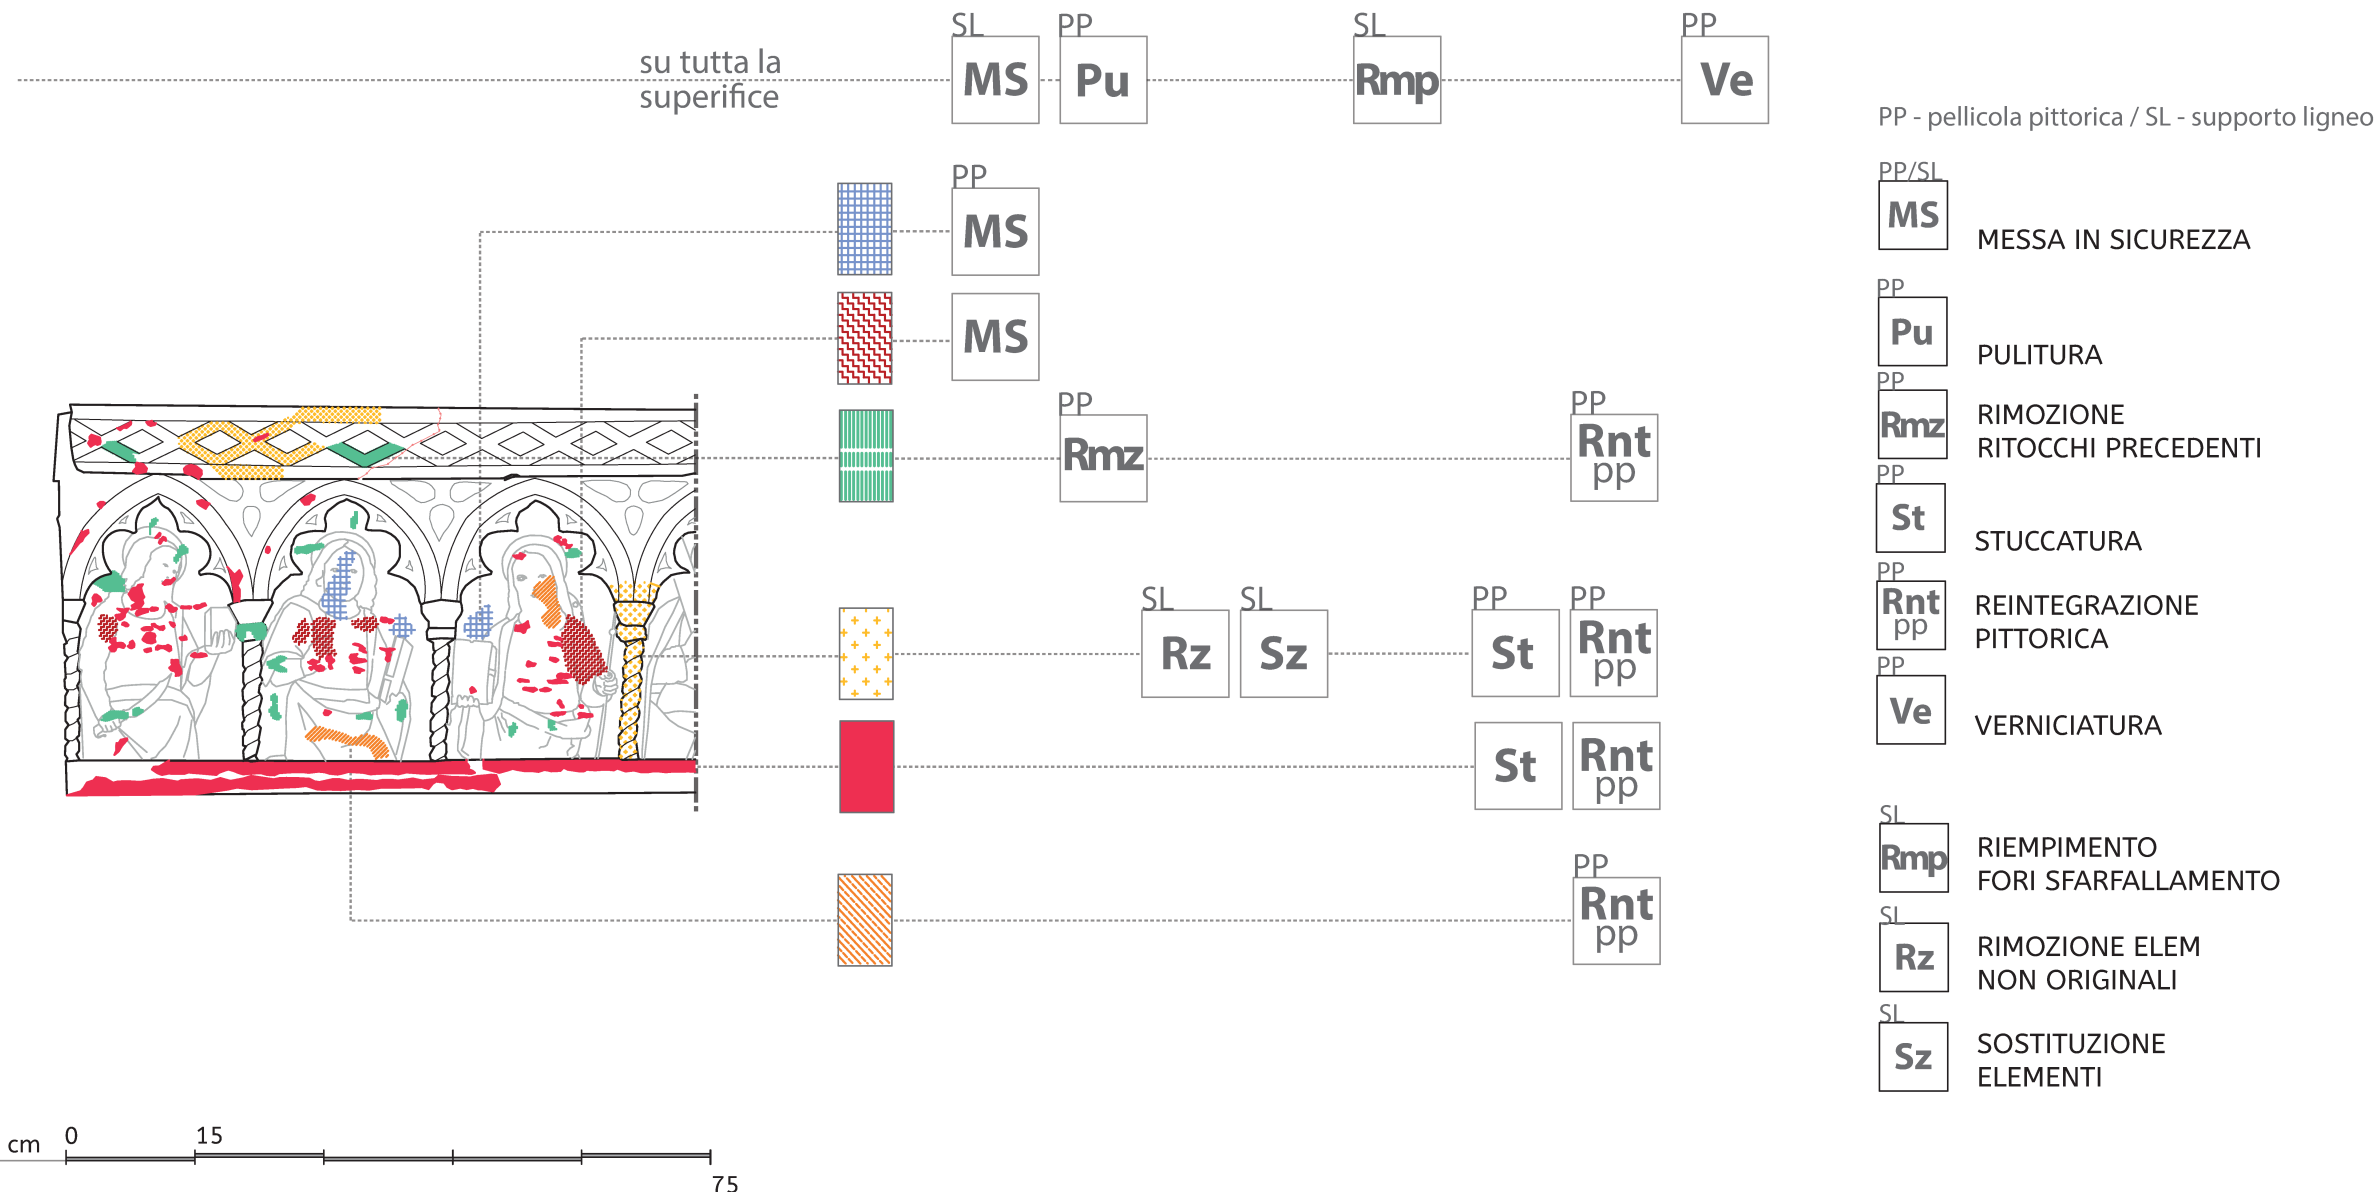 SL PP SL PP
su tutta la
superifice
MS Pu Rmp Ve
PP - pellicola pittorica / SL - supporto ligneo
PP
MS
MS
PP PP
Rmz Rnt
pp
SL SL PP PP
Rz Sz St Rnt
pp
St Rnt
pp
PP
Rnt
pp
PP/SL
MS
MESSA IN SICUREZZA
PP
Pu
PULITURA
PP
Rmz
RIMOZIONE
RITOCCHI PRECEDENTI
PP
St
STUCCATURA
PP
Rnt
pp
REINTEGRAZIONE
PITTORICA
PP
Ve
VERNICIATURA
SL
Rmp
RIEMPIMENTO
FORI SFARFALLAMENTO
SL
Rz
RIMOZIONE ELEM
NON ORIGINALI
SL
Sz
SOSTITUZIONE
ELEMENTI
cm 0 15
75